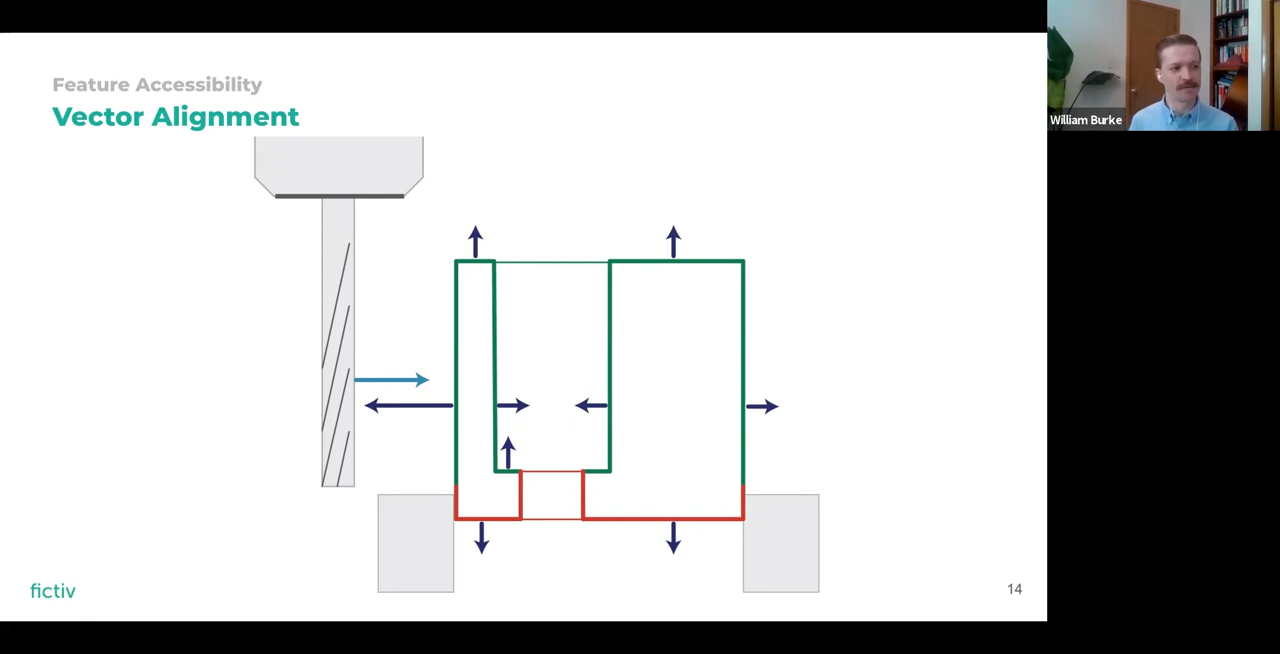 Feature Accessibility
Vector Alignment
William Burke
fictiv
14